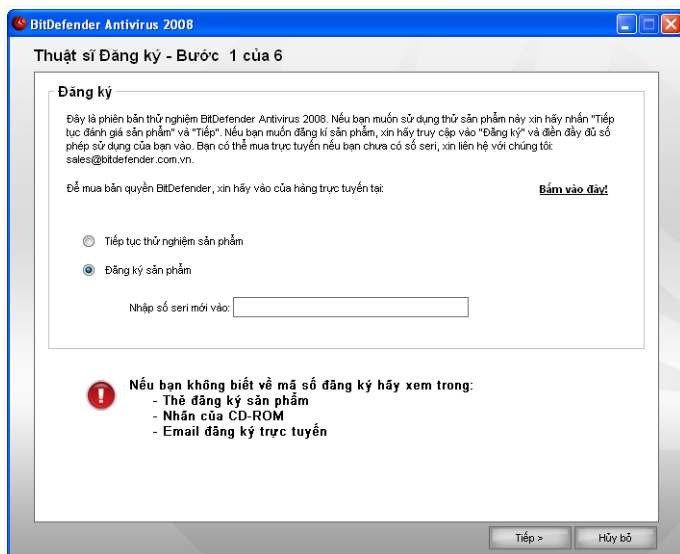 BitDefender Antivirus 2008
Thuật sĩ Đăng ký - Bước 1 của 6
Đăng ký
Đây là phiên bản thử nghiệm BitDefender Antivirus 2008. Nếu bạn muốn sử dụng thử sản phẩm này xin hãy nhấn "Tiếp
tục đánh giá sản phẩm" và "Tiếp". Nếu bạn muốn đăng kí sản phẩm, xin hãy truy cập vào "Đăng ký" và điền đầy đủ số
phép sử dụng của bạn vào. Bạn có thể mua trực tuyến nếu bạn chưa có số seri, xin liên hệ với chúng tôi:
sales@bitdefender.com.vn.
Để mua bản quyền BitDefender, xin hãy vào của hàng trực tuyến tại:
Bấm vào đây!
Tiếp tục thử nghiệm sản phẩm
Đăng ký sản phẩm
Nhập số seri mới vào:
Nếu bạn không biết về mã số đăng ký hãy xem trong:
- Thẻ đăng ký sản phẩm
- Nhãn của CD-ROM
- Email đăng ký trực tuyến
Tiếp >
Hủy bỏ